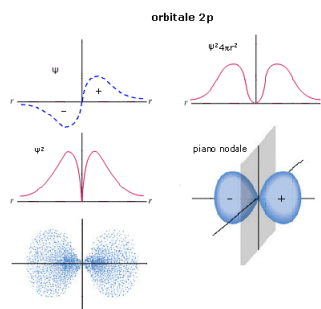 orbitale 2p
ψ
+
-
r
r
ψ²4πr²
r
r
ψ²
r
r
piano nodale
-
+